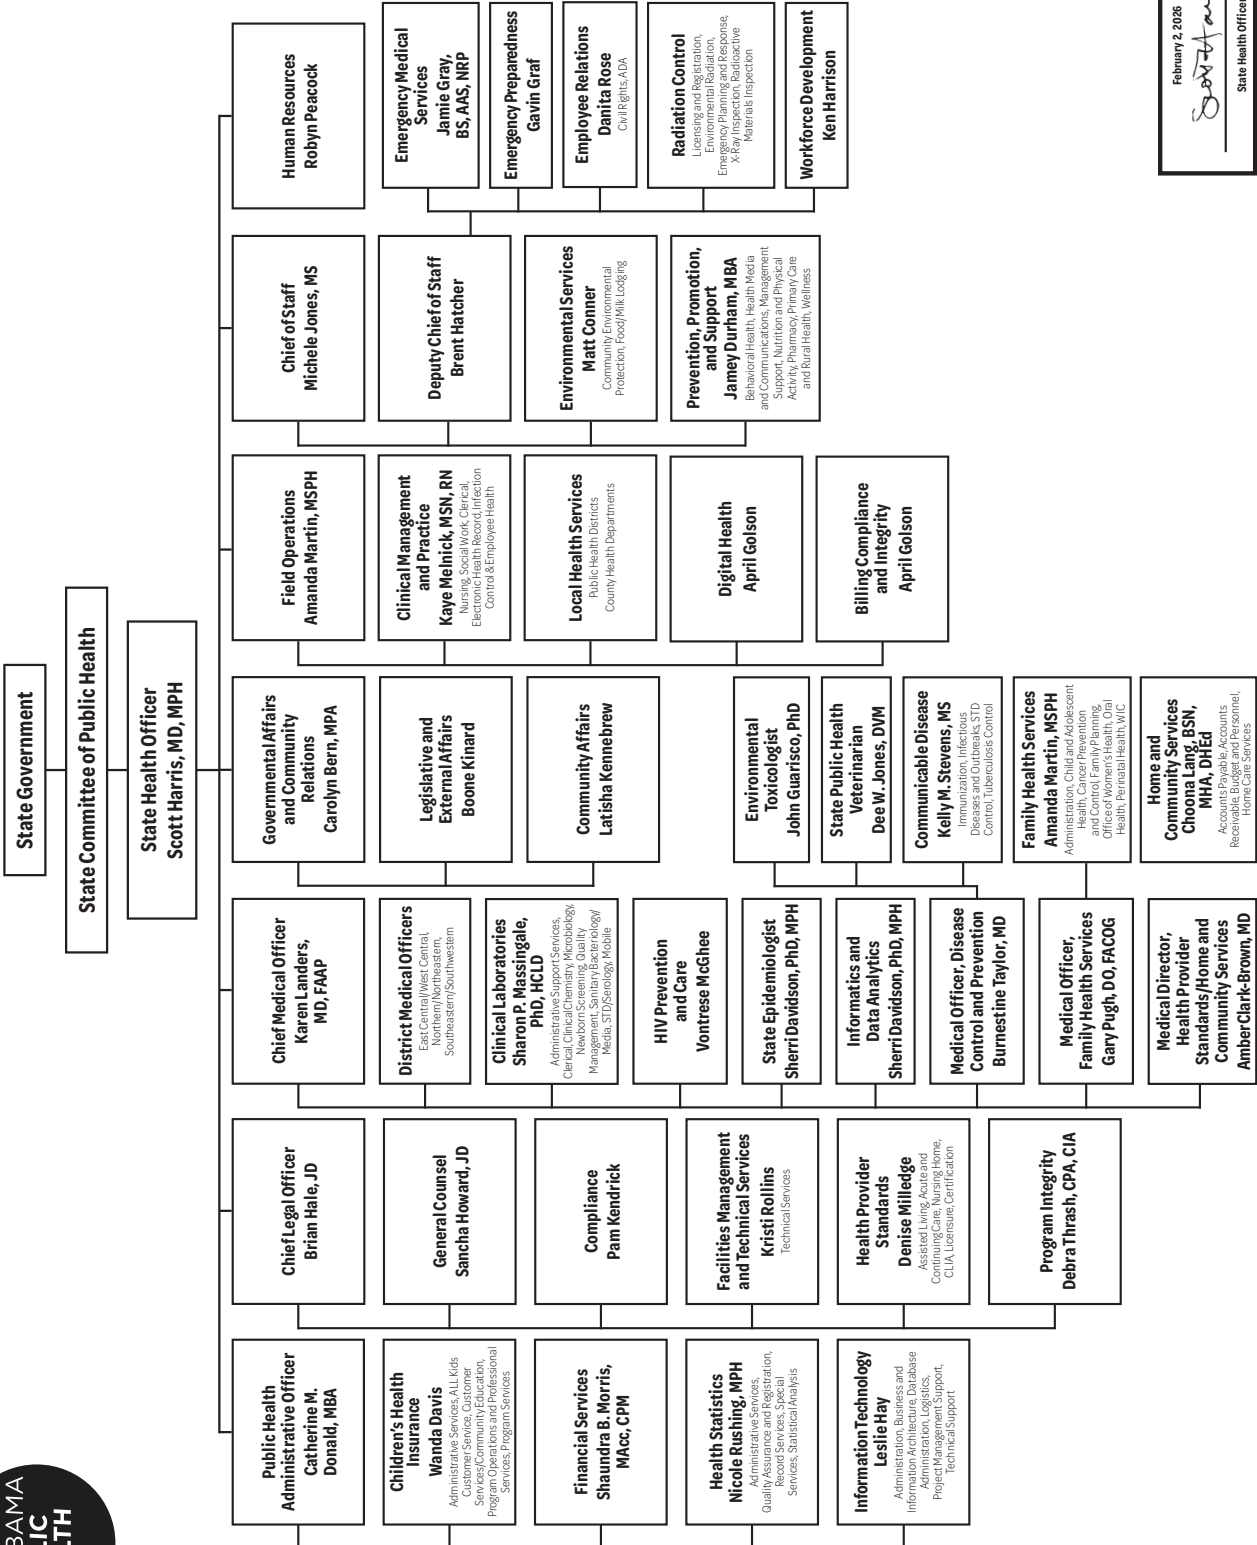 BAMA
LIC
LTH
State Government
State Committee of Public Health
State Health Officer
Scott Harris, MD, MPH
Public Health
Administrative Officer
Catherine M.
Donald, MBA
Children's Health
Insurance
Wanda Davis
Administrative Services, ALL Kids
Customer Service, Customer
Services/Community Education,
Program Operations and Professional
Services, Program Services
Financial Services
Shaundra B. Morris,
MAcc, CPM
Health Statistics
Nicole Rushing, MPH
Administrative Services,
Quality Assurance and Registration,
Record Services, Special
Services, Statistical Analysis
Information Technology
Leslie Hay
Administration, Business and
Information Architecture, Database
Administration, Logistics,
Project Management Support,
Technical Support
Chief Legal Officer
Brian Hale, JD
General Counsel
Sancha Howard, JD
Compliance
Pam Kendrick
Facilities Management
and Technical Services
Kristi Rollins
Technical Services
Health Provider
Standards
Denise Milledge
Assisted Living, Acute and
Continuing Care, Nursing Home,
CLIA, Licensure, Certification
Program Integrity
Debra Thrash, CPA, CIA
Chief Medical Officer
Karen Landers,
MD, FAAP
District Medical Officers
East Central/West Central,
Northern/Northeastern,
Southeastern/Southwestern
Clinical Laboratories
Sharon P. Massingale,
PhD, HCLD
Administrative Support Services,
Clerical, Clinical Chemistry, Microbiology,
Newborn Screening, Quality
Management, Sanitary Bacteriology/
Media, STD/Serology, Mobile
HIV Prevention
and Care
Vontrese McGhee
State Epidemiologist
Sherri Davidson, PhD, MPH
Informatics and
Data Analytics
Sherri Davidson, PhD, MPH
Medical Officer, Disease
Control and Prevention
Burnestine Taylor, MD
Medical Officer,
Family Health Services
Gary Pugh, DO, FACOG
Medical Director,
Health Provider
Standards/Home and
Community Services
Amber Clark-Brown, MD
Governmental Affairs
and Community
Relations
Carolyn Bern, MPA
Legislative and
External Affairs
Boone Kinard
Community Affairs
Latisha Kennebrew
Environmental
Toxicologist
John Guarisco, PhD
State Public Health
Veterinarian
Dee W. Jones, DVM
Communicable Disease
Kelly M. Stevens, MS
Immunization, Infectious
Diseases and Outbreaks, STD
Control, Tuberculosis Control
Family Health Services
Amanda Martin, MSPH
Administration, Child and Adolescent
Health, Cancer Prevention
and Control, Family Planning,
Office of Women's Health, Oral
Health, Perinatal Health, WIC
Home and
Community Services
Choona Lang, BSN,
MHA, DHEd
Accounts Payable, Accounts
Receivable, Budget and Personnel,
Home Care Services
Field Operations
Amanda Martin, MSPH
Clinical Management
and Practice
Kaye Melnick, MSN, RN
Nursing, Social Work, Clerical,
Electronic Health Record, Infection
Control & Employee Health
Local Health Services
Public Health Districts
County Health Departments
Digital Health
April Golson
Billing Compliance
and Integrity
April Golson
Chief of Staff
Michele Jones, MS
Deputy Chief of Staff
Brent Hatcher
Environmental Services
Matt Conner
Community Environmental
Protection, Food/Milk Lodging
Prevention, Promotion,
and Support
Jamey Durham, MBA
Behavioral Health, Health Media
and Communications, Management
Support, Nutrition and Physical
Activity, Pharmacy, Primary Care
and Rural Health, Wellness
Human Resources
Robyn Peacock
Emergency Medical
Services
Jamie Gray,
BS, AAS, NRP
Emergency Preparedness
Gavin Graf
Employee Relations
Danita Rose
Civil Rights, ADA
Radiation Control
Licensing and Registration,
Environmental Radiation,
Emergency Planning and Response,
X-Ray Inspection, Radioactive
Materials Inspection
Workforce Development
Ken Harrison
February 2, 2026
State Health Officer